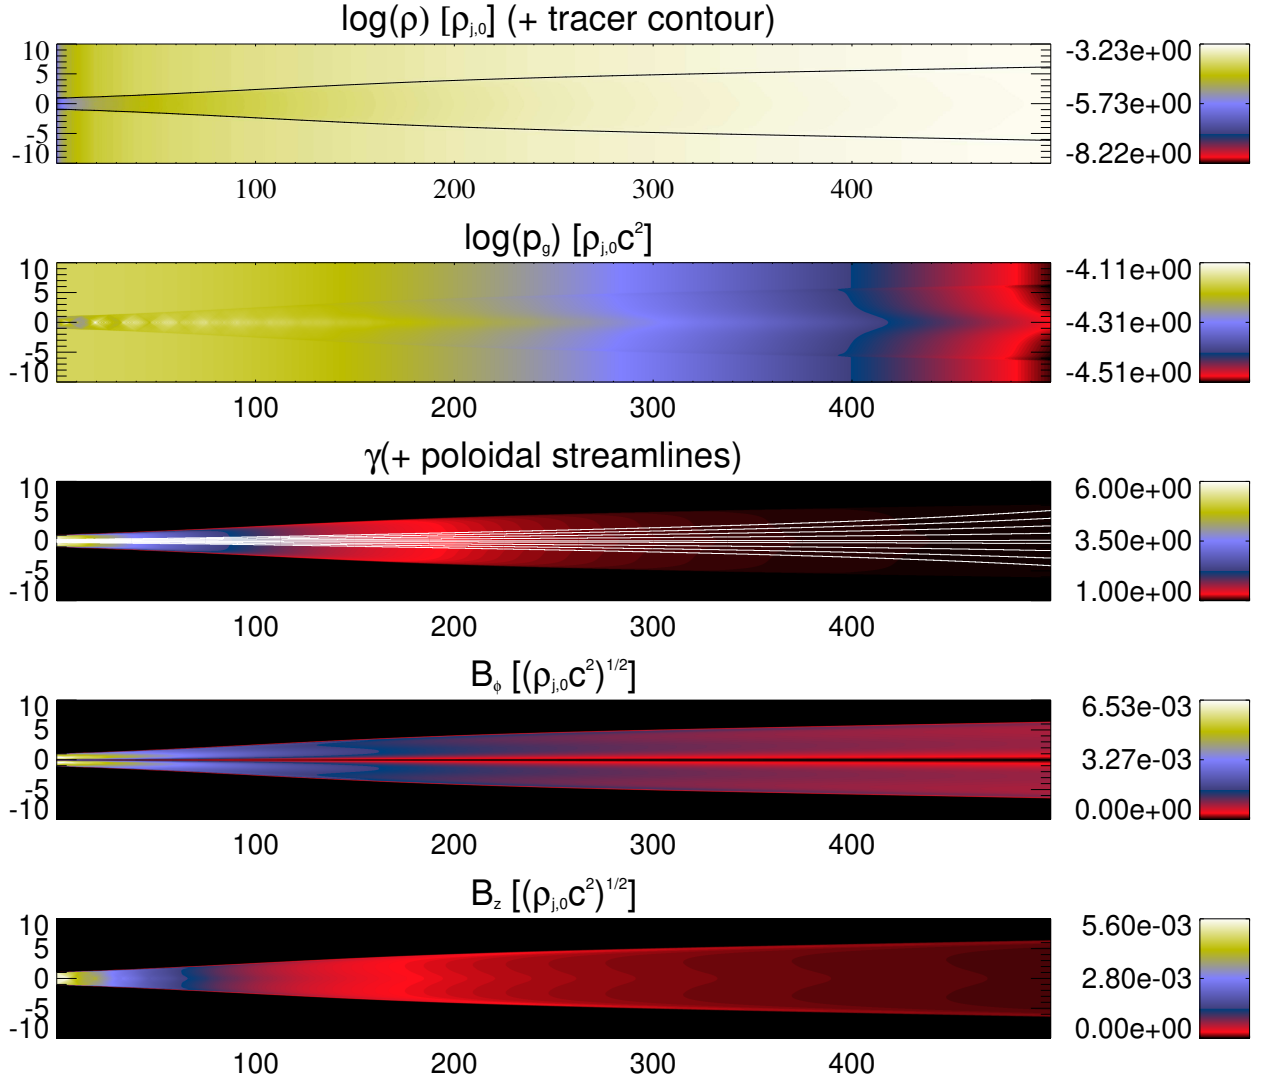 log(ρ) [ρj,0] (+ tracer contour)
10
5
0
-5
-10
100 200 300 400
-3.23e+00
-5.73e+00
-8.22e+00
log(pg) [ρj,0c²]
10
5
0
-5
-10
100 200 300 400
-4.11e+00
-4.31e+00
-4.51e+00
γ(+ poloidal streamlines)
10
5
0
-5
-10
100 200 300 400
6.00e+00
3.50e+00
1.00e+00
Bϕ [(ρj,0c²)1/2]
10
5
0
-5
-10
100 200 300 400
6.53e-03
3.27e-03
0.00e+00
Bz [(ρj,0c²)1/2]
10
5
0
-5
-10
100 200 300 400
5.60e-03
2.80e-03
0.00e+00